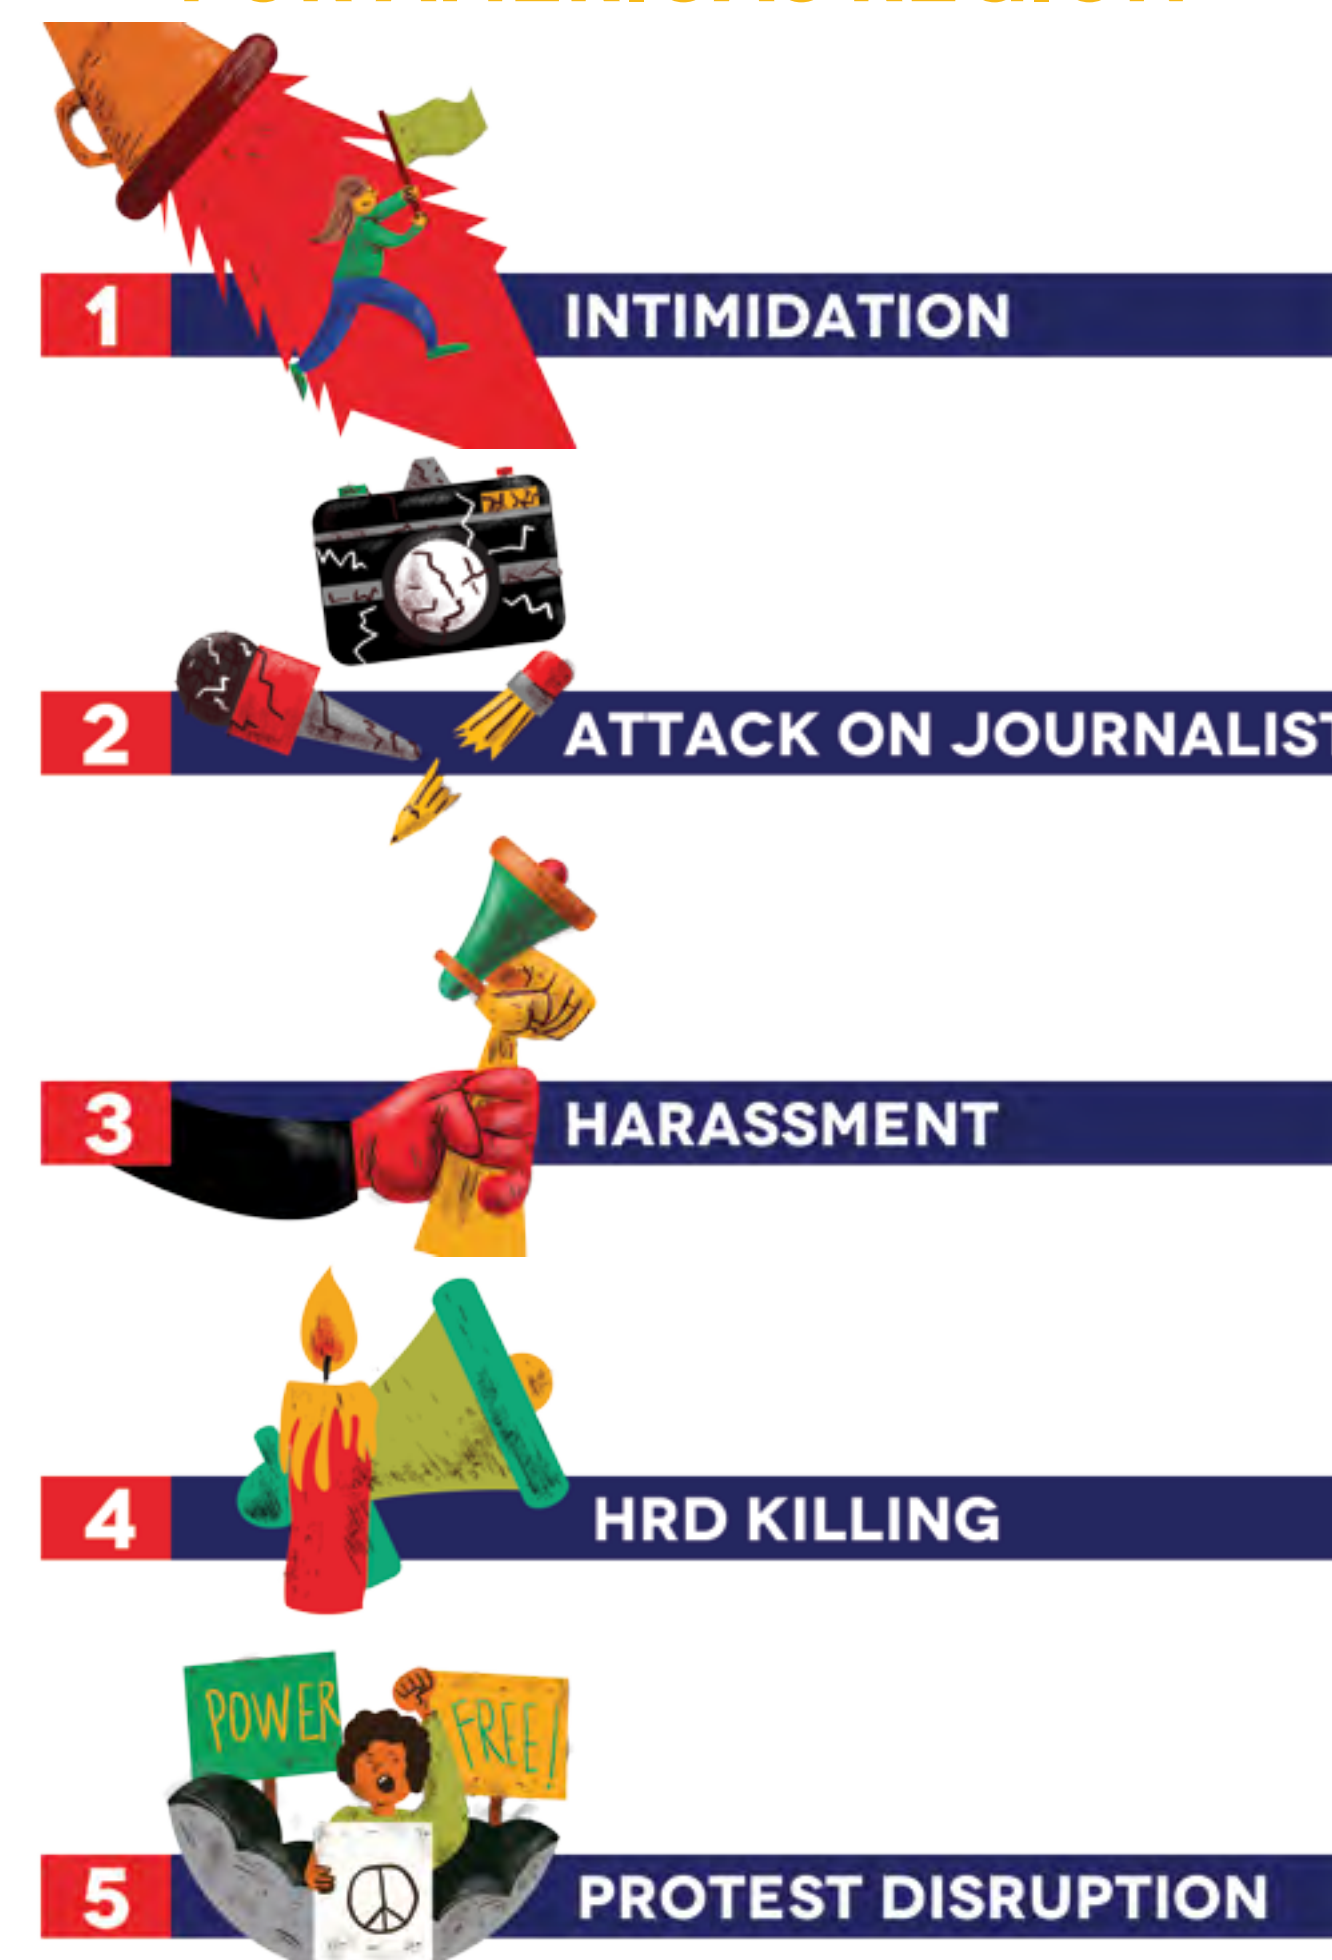 1
INTIMIDATION
2
ATTACK ON JOURNALIST
3
HARASSMENT
4
HRD KILLING
POWER
FREE!
5
PROTEST DISRUPTION